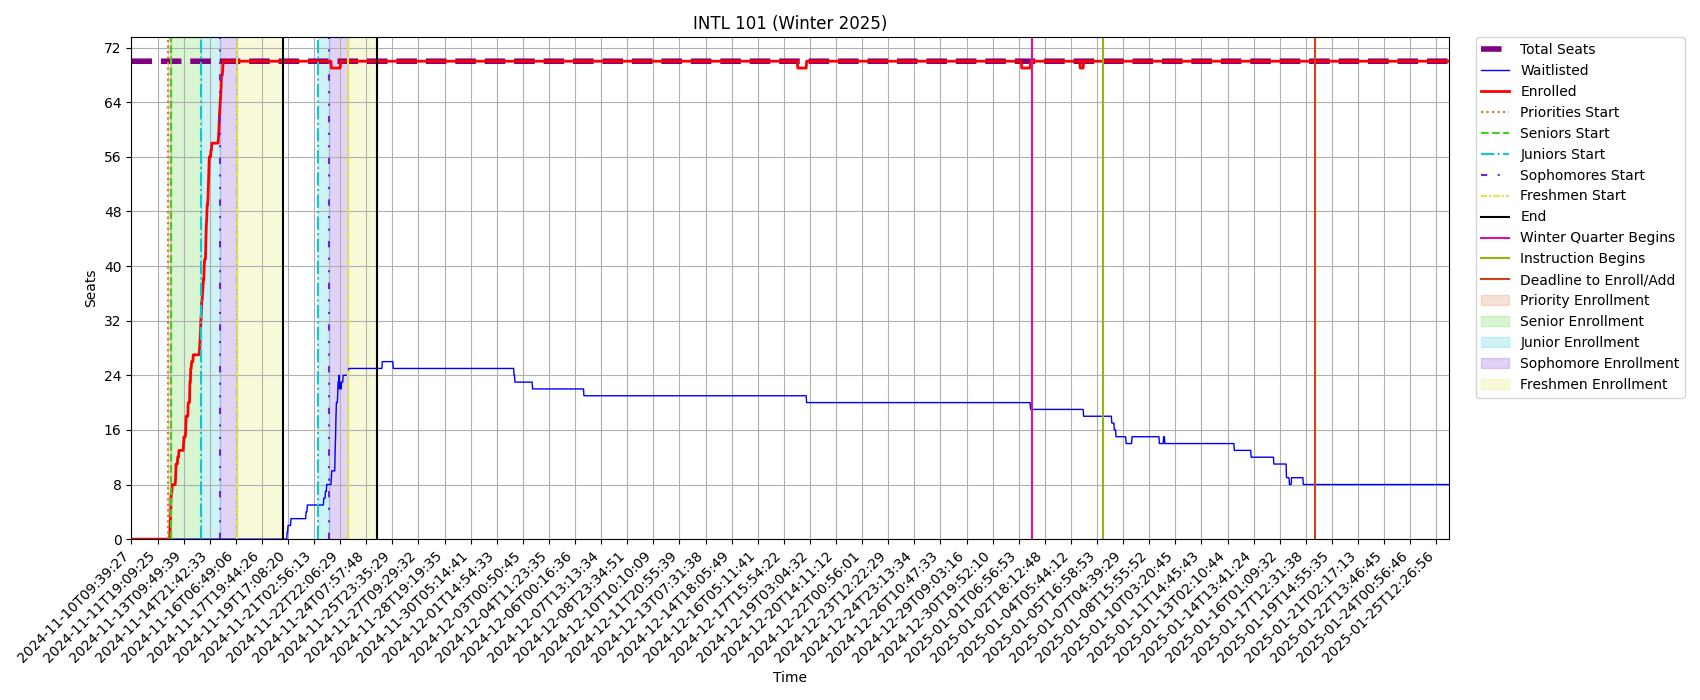 INTL 101 (Winter 2025)
72
64
56
48
40
32
24
16
8
0
Seats
2024-11-10T09:39:27
2024-11-11T19:09:25
2024-11-13T09:49:39
2024-11-14T21:42:33
2024-11-16T06:49:06
2024-11-17T19:44:26
2024-11-19T17:08:20
2024-11-21T02:56:13
2024-11-22T22:06:29
2024-11-24T07:57:48
2024-11-25T23:35:29
2024-11-27T09:29:32
2024-11-28T19:19:35
2024-11-30T05:14:41
2024-12-01T14:54:33
2024-12-03T00:50:45
2024-12-04T11:23:35
2024-12-06T00:16:36
2024-12-07T13:13:34
2024-12-08T23:34:51
2024-12-10T10:10:09
2024-12-11T20:55:39
2024-12-13T07:31:38
2024-12-14T18:05:49
2024-12-16T05:11:41
2024-12-17T15:54:22
2024-12-19T03:04:32
2024-12-20T14:11:12
2024-12-22T00:56:01
2024-12-23T12:22:29
2024-12-24T23:13:34
2024-12-26T10:47:33
2024-12-29T09:03:16
2024-12-30T19:52:10
2025-01-01T06:56:53
2025-01-02T18:12:48
2025-01-04T05:44:12
2025-01-05T16:58:53
2025-01-07T04:39:29
2025-01-08T15:55:52
2025-01-10T03:20:45
2025-01-11T14:45:43
2025-01-13T02:10:44
2025-01-14T13:41:24
2025-01-16T01:09:32
2025-01-17T12:31:38
2025-01-19T14:55:35
2025-01-21T02:17:13
2025-01-22T13:46:45
2025-01-24T00:56:46
2025-01-25T12:26:56
Time
Total Seats
Waitlisted
Enrolled
Priorities Start
Seniors Start
Juniors Start
Sophomores Start
Freshmen Start
End
Winter Quarter Begins
Instruction Begins
Deadline to Enroll/Add
Priority Enrollment
Senior Enrollment
Junior Enrollment
Sophomore Enrollment
Freshmen Enrollment